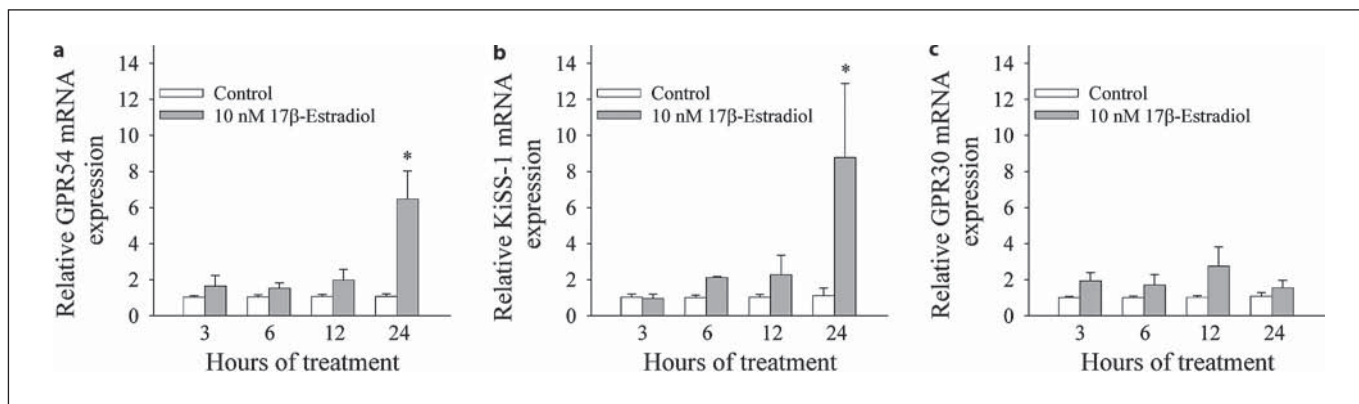 a
Relative GPR54 mRNA
expression
14
12
10
8
6
4
2
0
Control
10 nM 17β-Estradiol
*
3 6 12 24
Hours of treatment
b
Relative KiSS-1 mRNA
expression
14
12
10
8
6
4
2
0
Control
10 nM 17β-Estradiol
*
3 6 12 24
Hours of treatment
c
Relative GPR30 mRNA
expression
14
12
10
8
6
4
2
0
Control
10 nM 17β-Estradiol
3 6 12 24
Hours of treatment